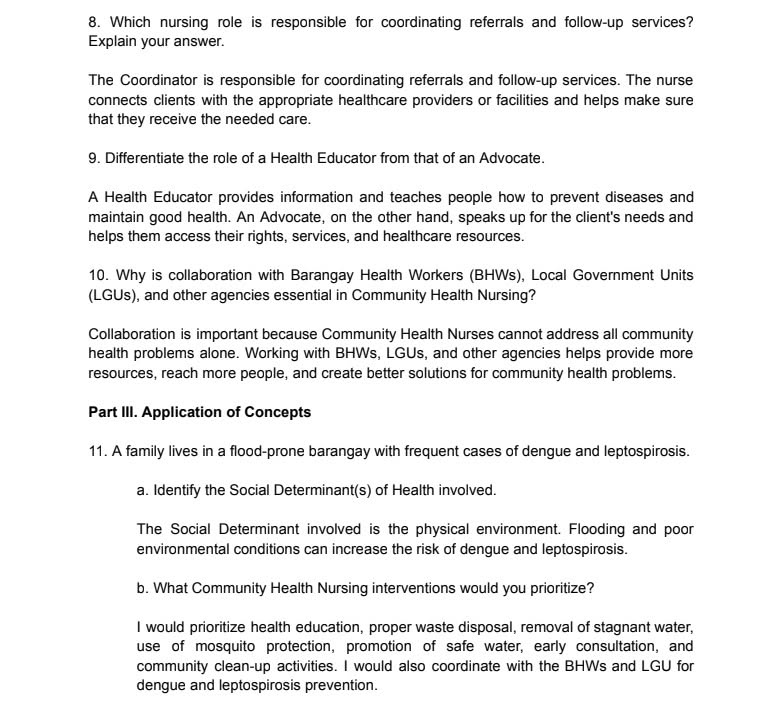 8. Which nursing role is responsible for coordinating referrals and follow-up services?
Explain your answer.
The Coordinator is responsible for coordinating referrals and follow-up services. The nurse
connects clients with the appropriate healthcare providers or facilities and helps make sure
that they receive the needed care.
9. Differentiate the role of a Health Educator from that of an Advocate.
A Health Educator provides information and teaches people how to prevent diseases and
maintain good health. An Advocate, on the other hand, speaks up for the client's needs and
helps them access their rights, services, and healthcare resources.
10. Why is collaboration with Barangay Health Workers (BHWs), Local Government Units
(LGUs), and other agencies essential in Community Health Nursing?
Collaboration is important because Community Health Nurses cannot address all community
health problems alone. Working with BHWs, LGUs, and other agencies helps provide more
resources, reach more people, and create better solutions for community health problems.
Part III. Application of Concepts
11. A family lives in a flood-prone barangay with frequent cases of dengue and leptospirosis.
a. Identify the Social Determinant(s) of Health involved.
The Social Determinant involved is the physical environment. Flooding and poor
environmental conditions can increase the risk of dengue and leptospirosis.
b. What Community Health Nursing interventions would you prioritize?
I would prioritize health education, proper waste disposal, removal of stagnant water,
use of mosquito protection, promotion of safe water, early consultation, and
community clean-up activities. I would also coordinate with the BHWs and LGU for
dengue and leptospirosis prevention.